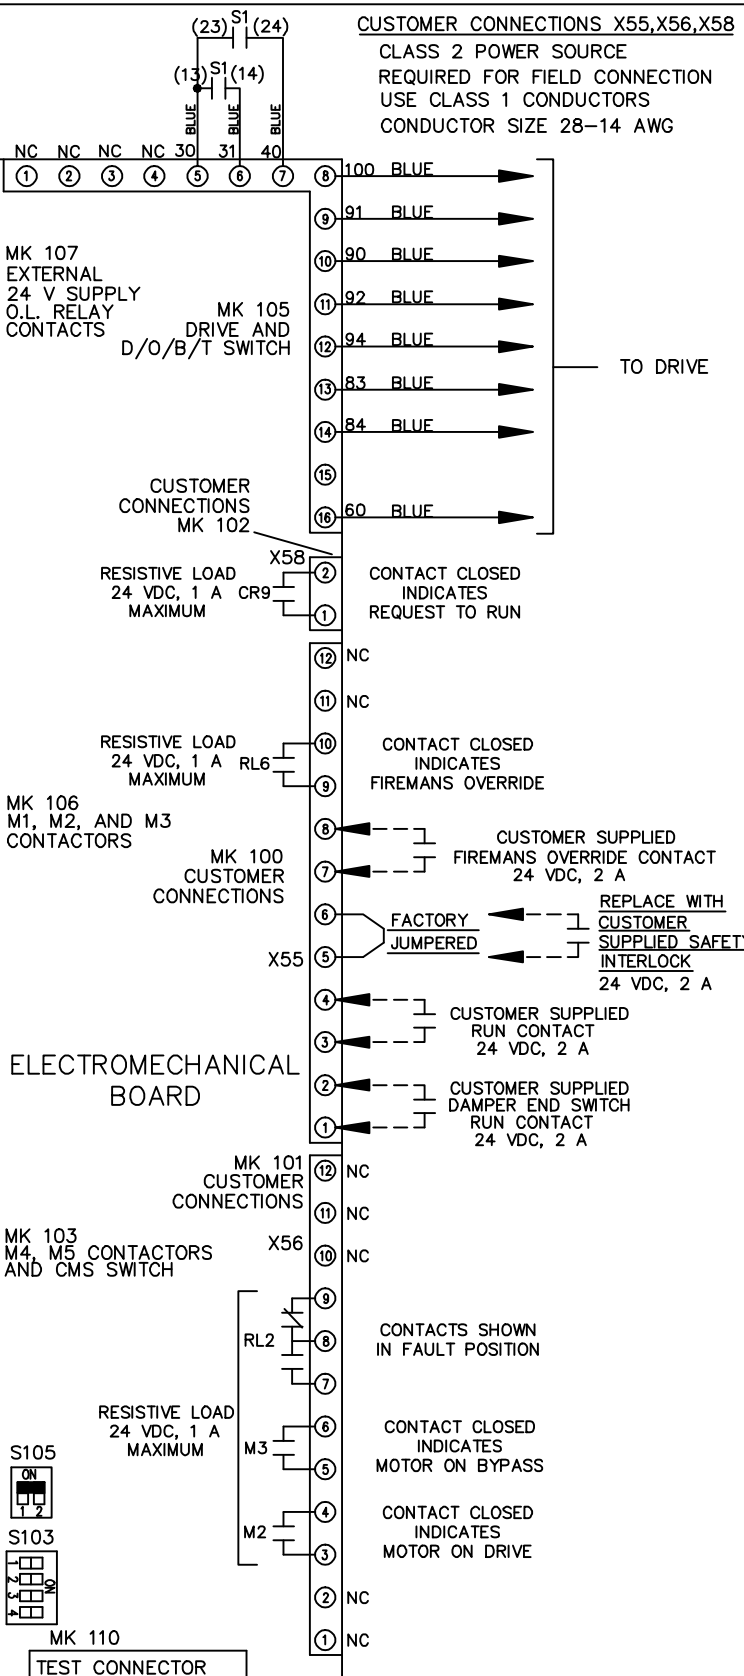 CUSTOMER CONNECTIONS X55,X56,X58
CLASS 2 POWER SOURCE
REQUIRED FOR FIELD CONNECTION
USE CLASS 1 CONDUCTORS
CONDUCTOR SIZE 28-14 AWG
S1
(23) (24)
S1
(13) (14)
BLUE BLUE BLUE
NC NC NC NC 30 31 40
1 2 3 4 5 6 7
8 100 BLUE
9 91 BLUE
10 90 BLUE
11 92 BLUE
12 94 BLUE
13 83 BLUE
14 84 BLUE
15
16 60 BLUE
TO DRIVE
MK 107
EXTERNAL
24 V SUPPLY
O.L. RELAY
CONTACTS
MK 105
DRIVE AND
D/O/B/T SWITCH
CUSTOMER
CONNECTIONS
MK 102
X58
RESISTIVE LOAD
24 VDC, 1 A
MAXIMUM
CR9
2
1
CONTACT CLOSED
INDICATES
REQUEST TO RUN
12 NC
11 NC
RESISTIVE LOAD
24 VDC, 1 A
MAXIMUM
RL6
10
9
CONTACT CLOSED
INDICATES
FIREMANS OVERRIDE
MK 106
M1, M2, AND M3
CONTACTORS
MK 100
CUSTOMER
CONNECTIONS
8
7
CUSTOMER SUPPLIED
FIREMANS OVERRIDE CONTACT
24 VDC, 2 A
6
5
X55
FACTORY
JUMPERED
REPLACE WITH
CUSTOMER
SUPPLIED SAFETY
INTERLOCK
24 VDC, 2 A
4
3
CUSTOMER SUPPLIED
RUN CONTACT
24 VDC, 2 A
ELECTROMECHANICAL
BOARD
2
1
CUSTOMER SUPPLIED
DAMPER END SWITCH
RUN CONTACT
24 VDC, 2 A
MK 101
CUSTOMER
CONNECTIONS
X56
12 NC
11 NC
10 NC
MK 103
M4, M5 CONTACTORS
AND CMS SWITCH
9
8
7
RL2
CONTACTS SHOWN
IN FAULT POSITION
RESISTIVE LOAD
24 VDC, 1 A
MAXIMUM
6
5
M3
CONTACT CLOSED
INDICATES
MOTOR ON BYPASS
4
3
M2
CONTACT CLOSED
INDICATES
MOTOR ON DRIVE
2 NC
1 NC
S105
ON
1 2
S103
1
2
3
4
ON
MK 110
TEST CONNECTOR